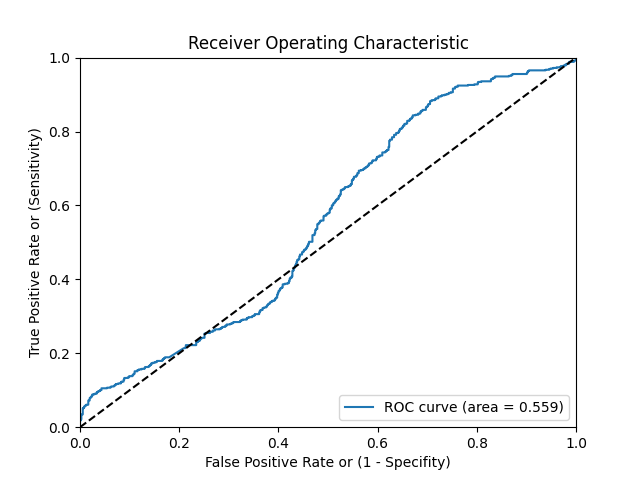 Receiver Operating Characteristic
1.0
0.8
0.6
0.4
0.2
0.0
True Positive Rate or (Sensitivity)
ROC curve (area = 0.559)
0.0 0.2 0.4 0.6 0.8 1.0
False Positive Rate or (1 - Specifity)